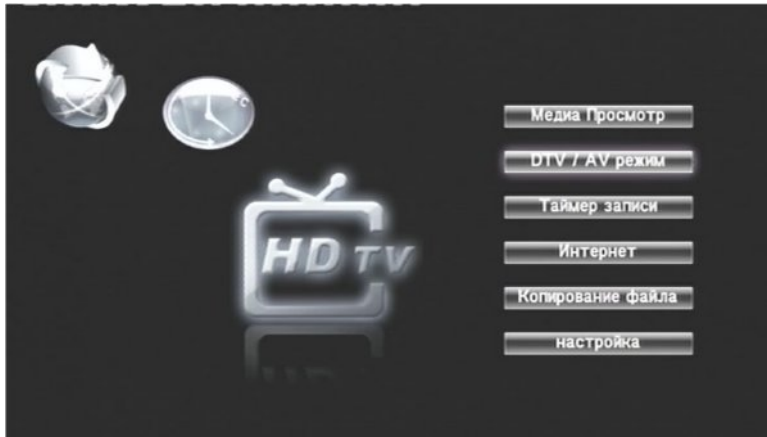 Медиа Просмотр
DTV / AV режим
HD TV
Таймер записи
Интернет
Копирование файла
настройка